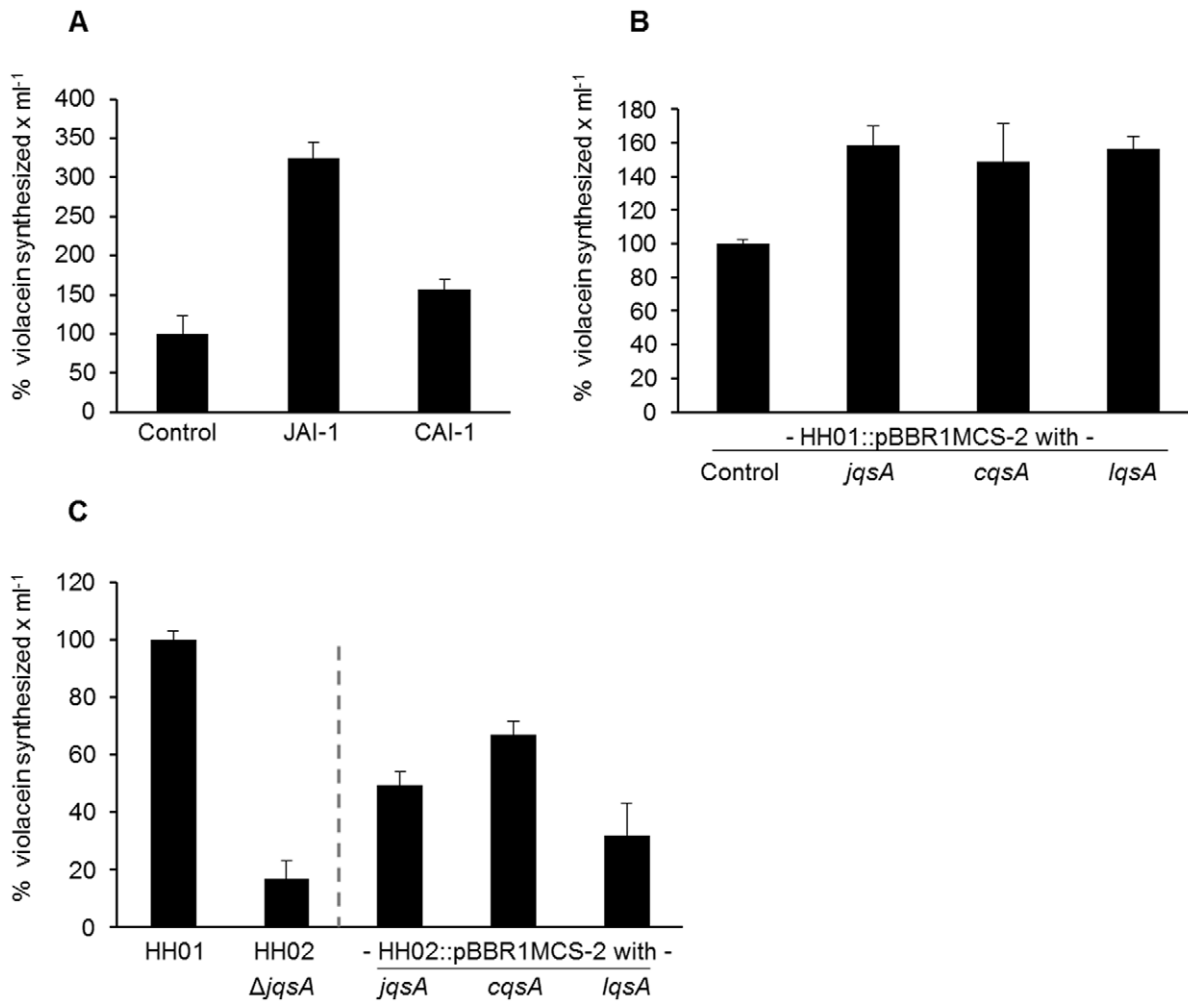 A
% violacein synthesized x ml⁻¹
400
350
300
250
200
150
100
50
0
Control JAI-1 CAI-1
B
% violacein synthesized x ml⁻¹
180
160
140
120
100
80
60
40
20
0
- HH01::pBBR1MCS-2 with -
Control jqsA cqsA lqsA
C
% violacein synthesized x ml⁻¹
120
100
80
60
40
20
0
HH01 HH02 - HH02::pBBR1MCS-2 with -
ΔjqsA jqsA cqsA lqsA